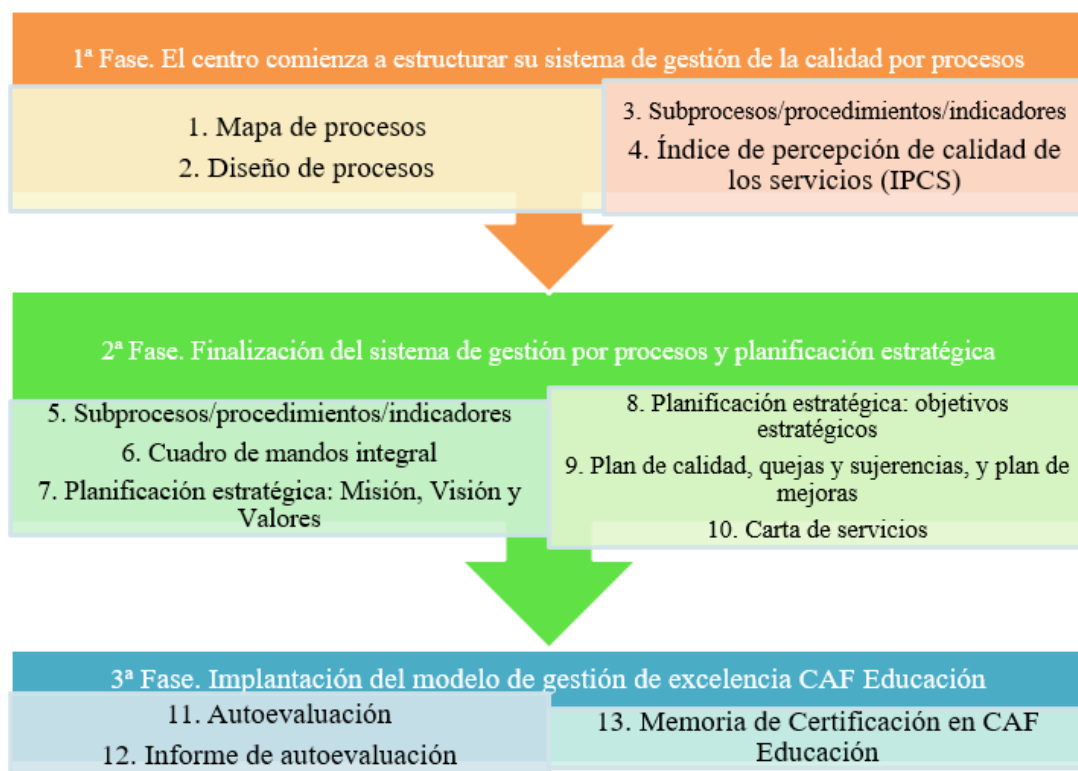 1ª Fase. El centro comienza a estructurar su sistema de gestión de la calidad por procesos
1. Mapa de procesos
2. Diseño de procesos
3. Subprocesos/procedimientos/indicadores
4. Índice de percepción de calidad de
los servicios (IPCS)
2ª Fase. Finalización del sistema de gestión por procesos y planificación estratégica
5. Subprocesos/procedimientos/indicadores
6. Cuadro de mandos integral
7. Planificación estratégica: Misión, Visión y
Valores
8. Planificación estratégica: objetivos
estratégicos
9. Plan de calidad, quejas y sujerencias, y plan de
mejoras
10. Carta de servicios
3ª Fase. Implantación del modelo de gestión de excelencia CAF Educación
11. Autoevaluación
12. Informe de autoevaluación
13. Memoria de Certificación en CAF
Educación